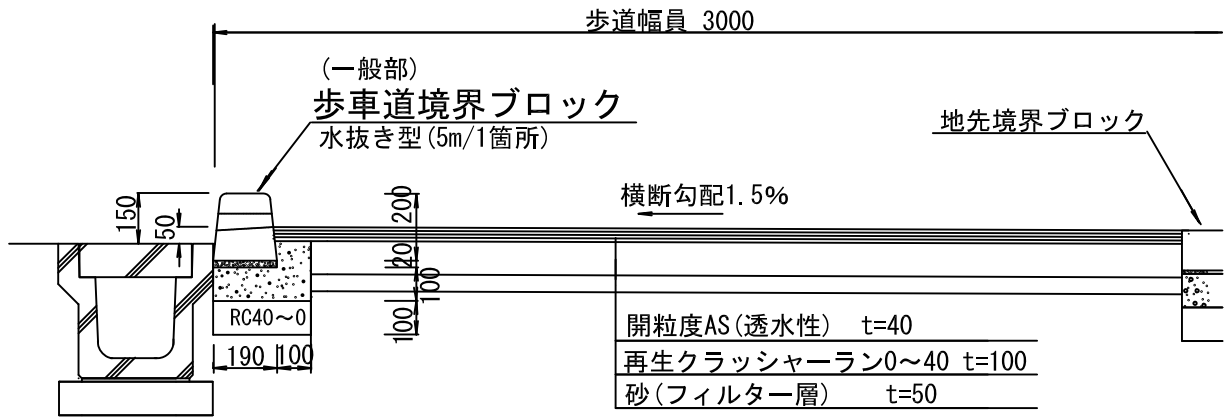 歩道幅員 3000
(一般部)
歩車道境界ブロック
水抜き型(5m/1箇所)
地先境界ブロック
横断勾配1.5%
150
50
200
20
100
100
RC40～0
190
100
開粒度AS(透水性) t=40
再生クラッシャーラン0～40 t=100
砂(フィルター層) t=50